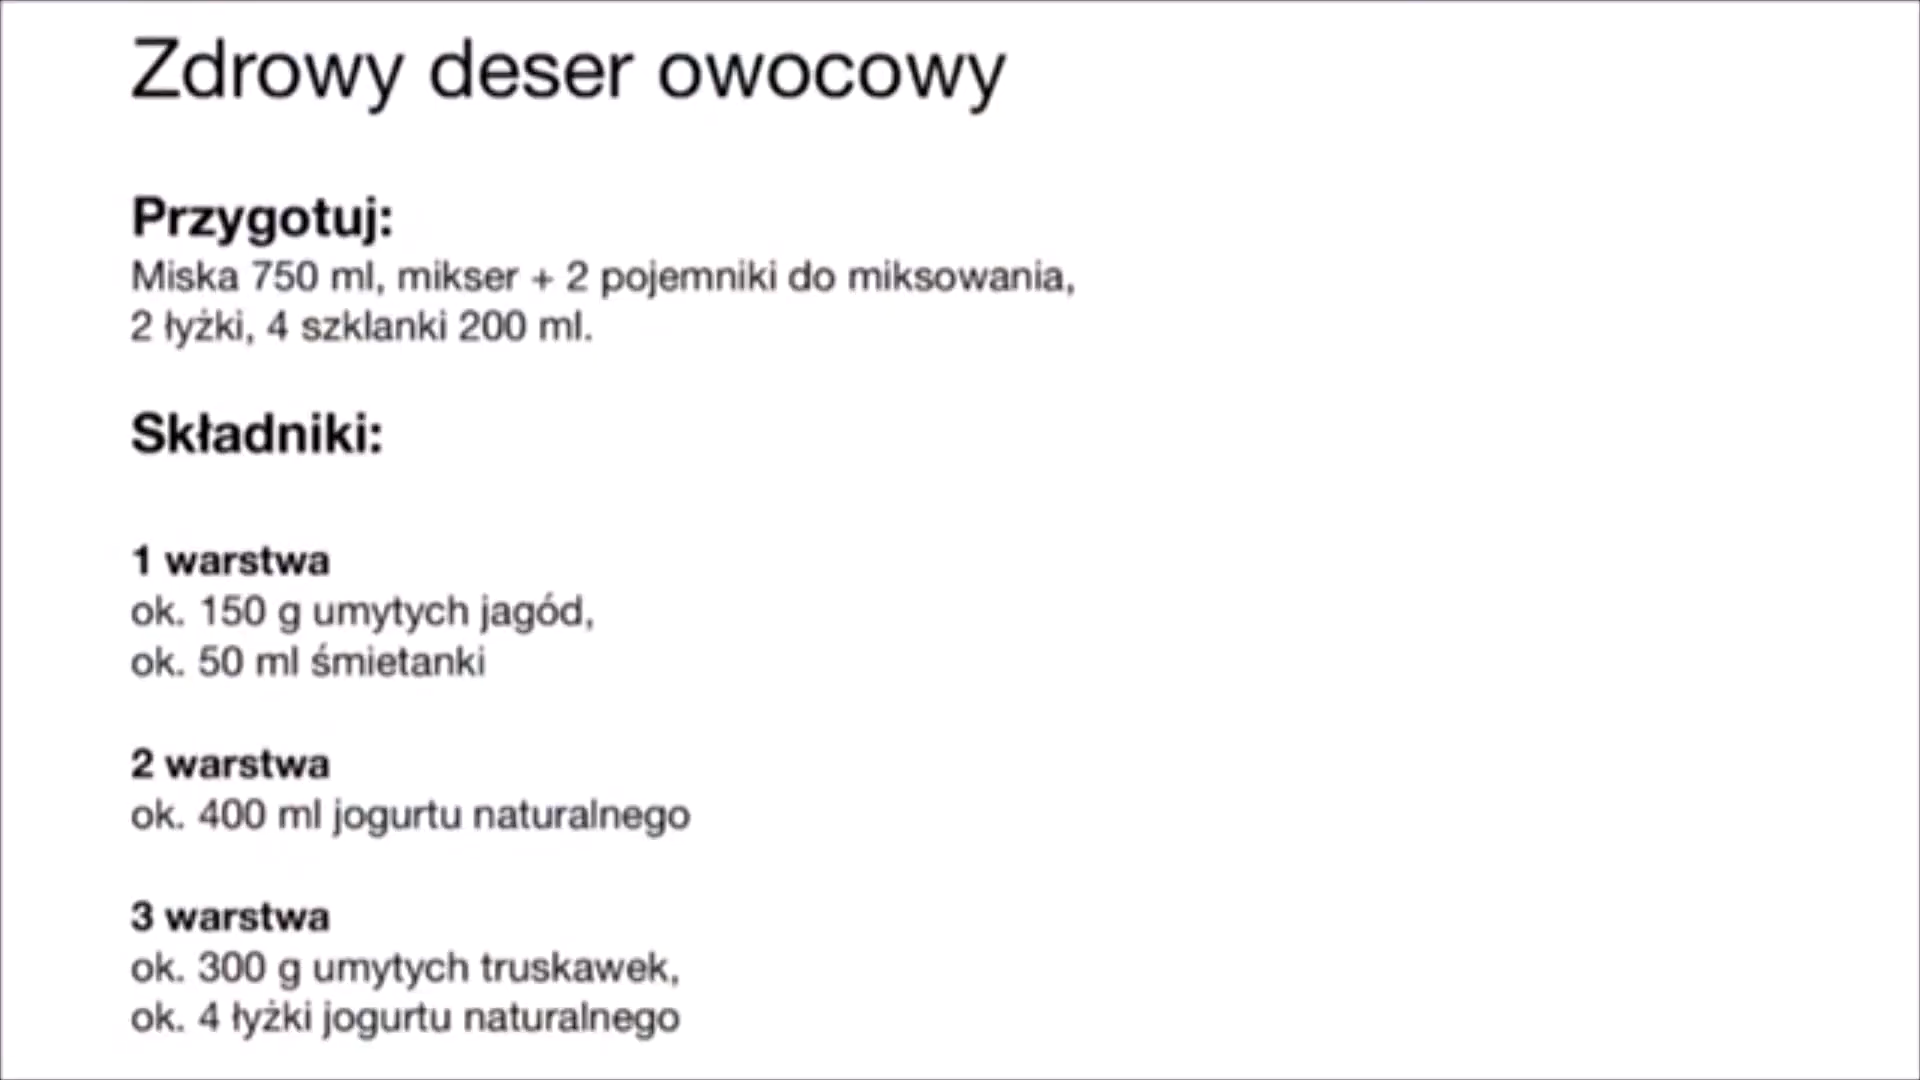 Zdrowy deser owocowy
Przygotuj:
Miska 750 ml, mikser + 2 pojemniki do miksowania,
2 łyżki, 4 szklanki 200 ml.
Składniki:
1 warstwa
ok. 150 g umytych jagód,
ok. 50 ml śmietanki
2 warstwa
ok. 400 ml jogurtu naturalnego
3 warstwa
ok. 300 g umytych truskawek,
ok. 4 łyżki jogurtu naturalnego